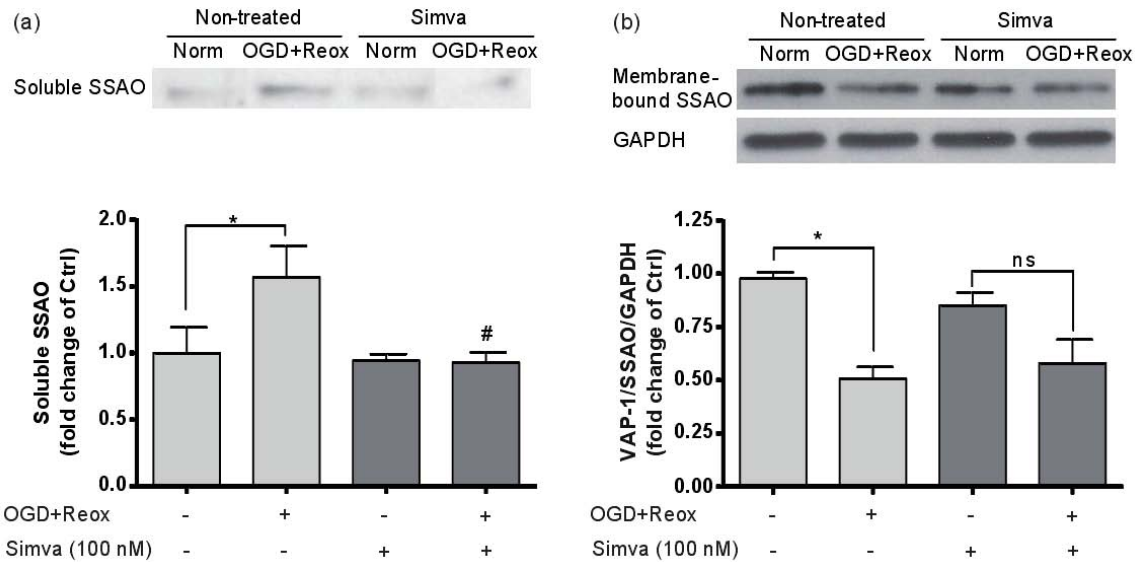 (a)
Non-treated Simva
Norm OGD+Reox Norm OGD+Reox
Soluble SSAO
Soluble SSAO
(fold change of Ctrl)
2.0
1.5
1.0
0.5
0.0
*
#
OGD+Reox - + - +
Simva (100 nM) - - + +
(b)
Non-treated Simva
Norm OGD+Reox Norm OGD+Reox
Membrane-
bound SSAO
GAPDH
VAP-1/SSAO/GAPDH
(fold change of Ctrl)
1.25
1.00
0.75
0.50
0.25
0.00
*
ns
OGD+Reox - + - +
Simva (100 nM) - - + +